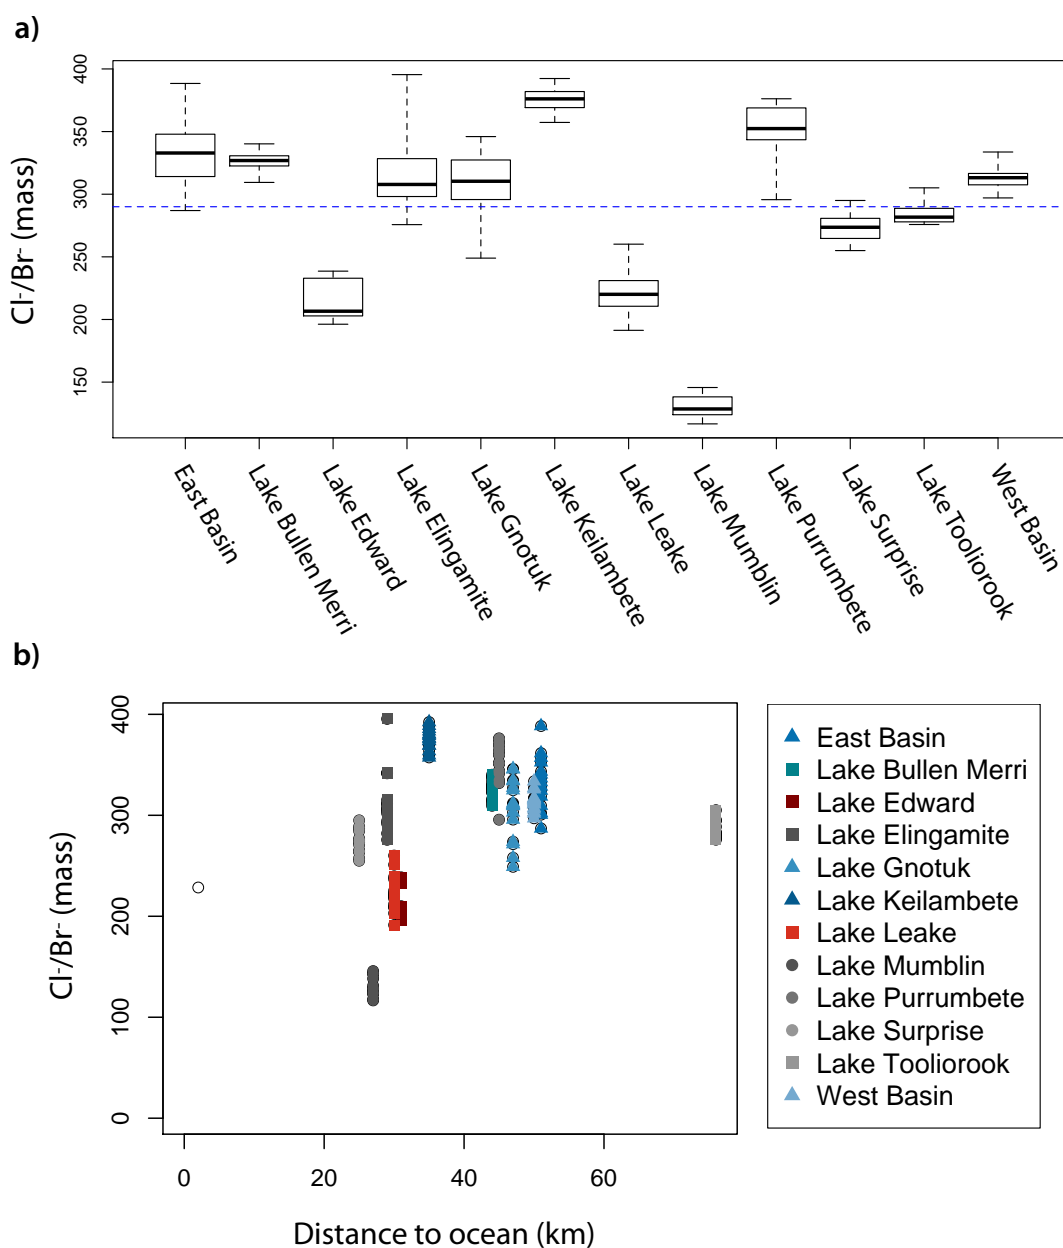 a)
Cl-/Br- (mass)
400
350
300
250
200
150
East Basin
Lake Bullen Merri
Lake Edward
Lake Elingamite
Lake Gnotuk
Lake Keilambete
Lake Leake
Lake Mumblin
Lake Purrumbete
Lake Surprise
Lake Tooliorook
West Basin
b)
Cl-/Br- (mass)
400
300
200
100
0
0
20
40
60
Distance to ocean (km)
East Basin
Lake Bullen Merri
Lake Edward
Lake Elingamite
Lake Gnotuk
Lake Keilambete
Lake Leake
Lake Mumblin
Lake Purrumbete
Lake Surprise
Lake Tooliorook
West Basin